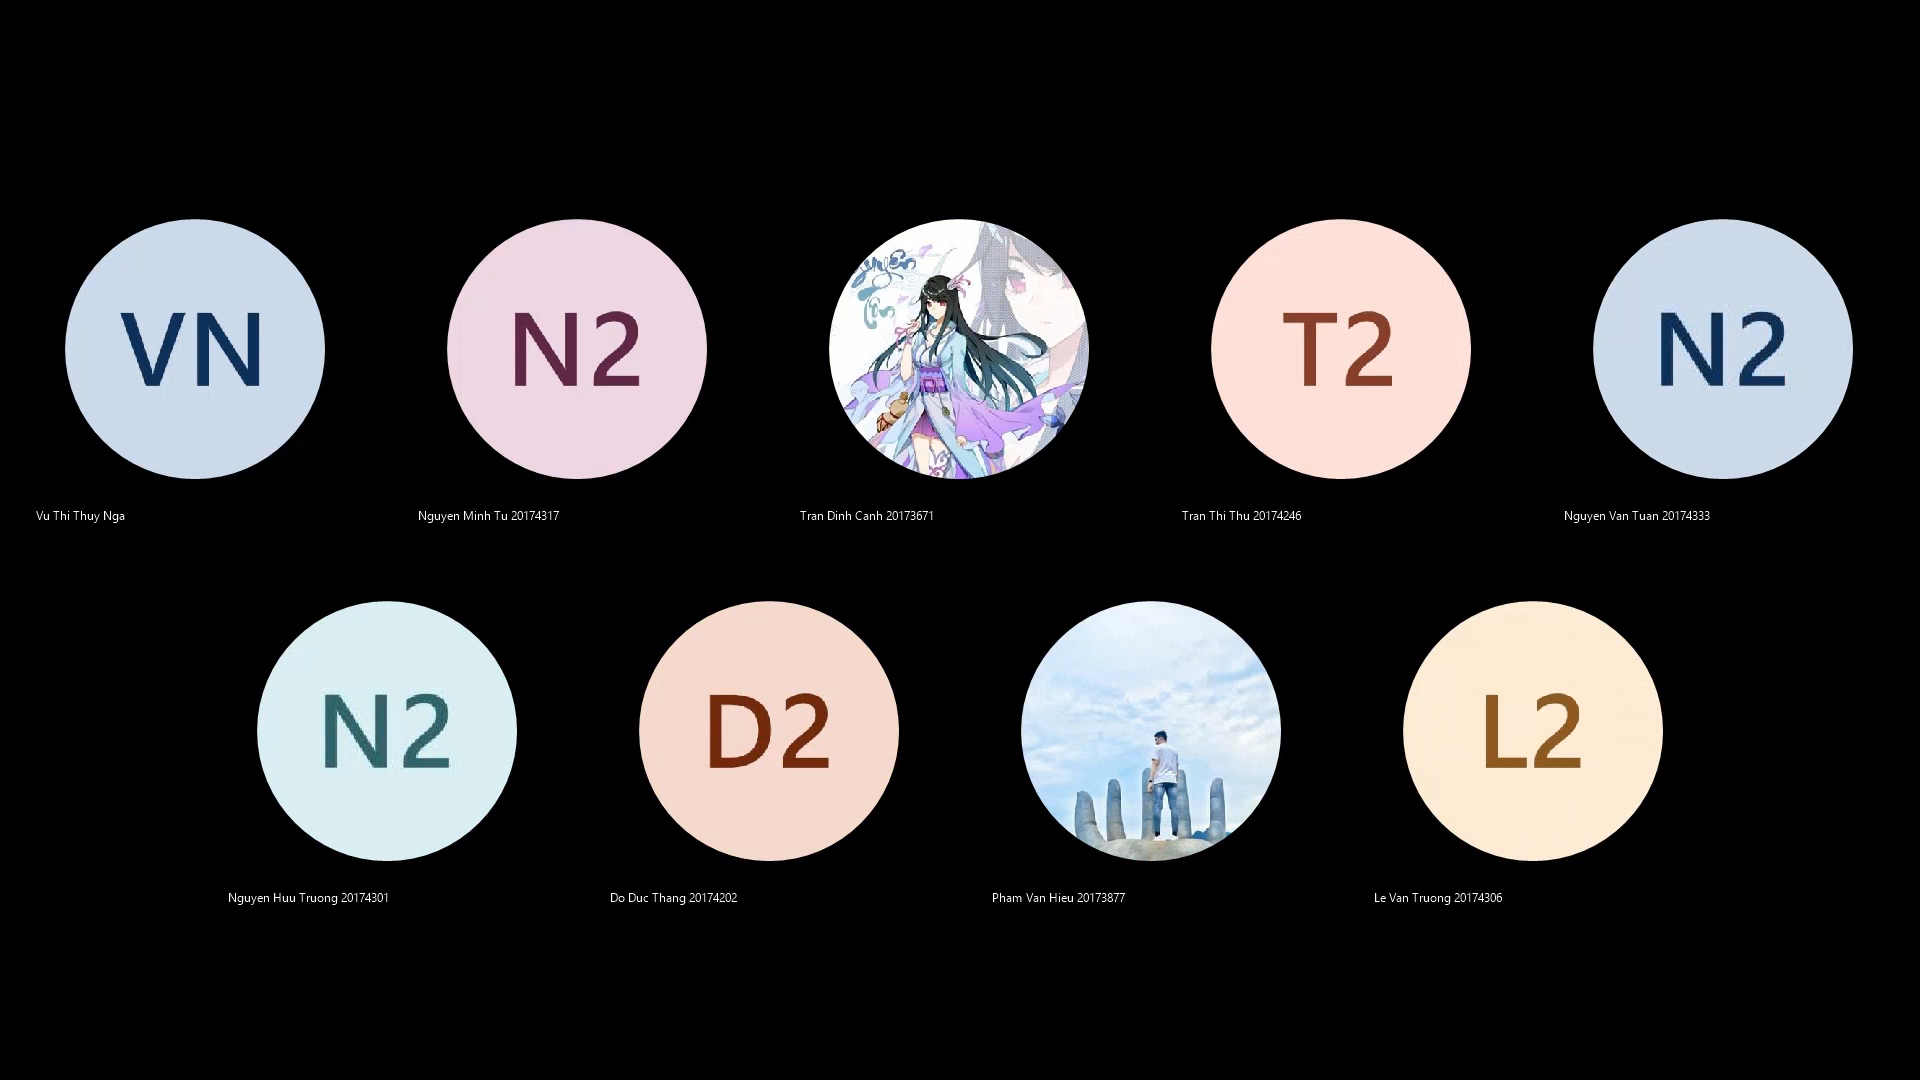 VN
N2
T2
N2
Vu Thi Thuy Nga
Nguyen Minh Tu 20174317
Tran Dinh Canh 20173671
Tran Thi Thu 20174246
Nguyen Van Tuan 20174333
N2
D2
L2
Nguyen Huu Truong 20174301
Do Duc Thang 20174202
Pham Van Hieu 20173877
Le Van Truong 20174306